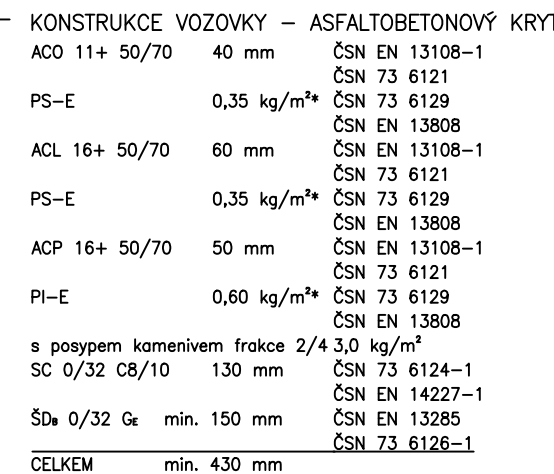 – KONSTRUKCE VOZOVKY – ASFALTOBETONOVÝ KRYT
ACO 11+ 50/70 40 mm ČSN EN 13108–1
ČSN 73 6121
PS–E 0,35 kg/m²* ČSN 73 6129
ČSN EN 13808
ACL 16+ 50/70 60 mm ČSN EN 13108–1
ČSN 73 6121
PS–E 0,35 kg/m²* ČSN 73 6129
ČSN EN 13808
ACP 16+ 50/70 50 mm ČSN EN 13108–1
ČSN 73 6121
PI–E 0,60 kg/m²* ČSN 73 6129
ČSN EN 13808
s posypem kamenivem frakce 2/4 3,0 kg/m²
SC 0/32 C8/10 130 mm ČSN 73 6124–1
ČSN EN 14227–1
ŠDB 0/32 GE min. 150 mm ČSN EN 13285
ČSN 73 6126–1
CELKEM min. 430 mm